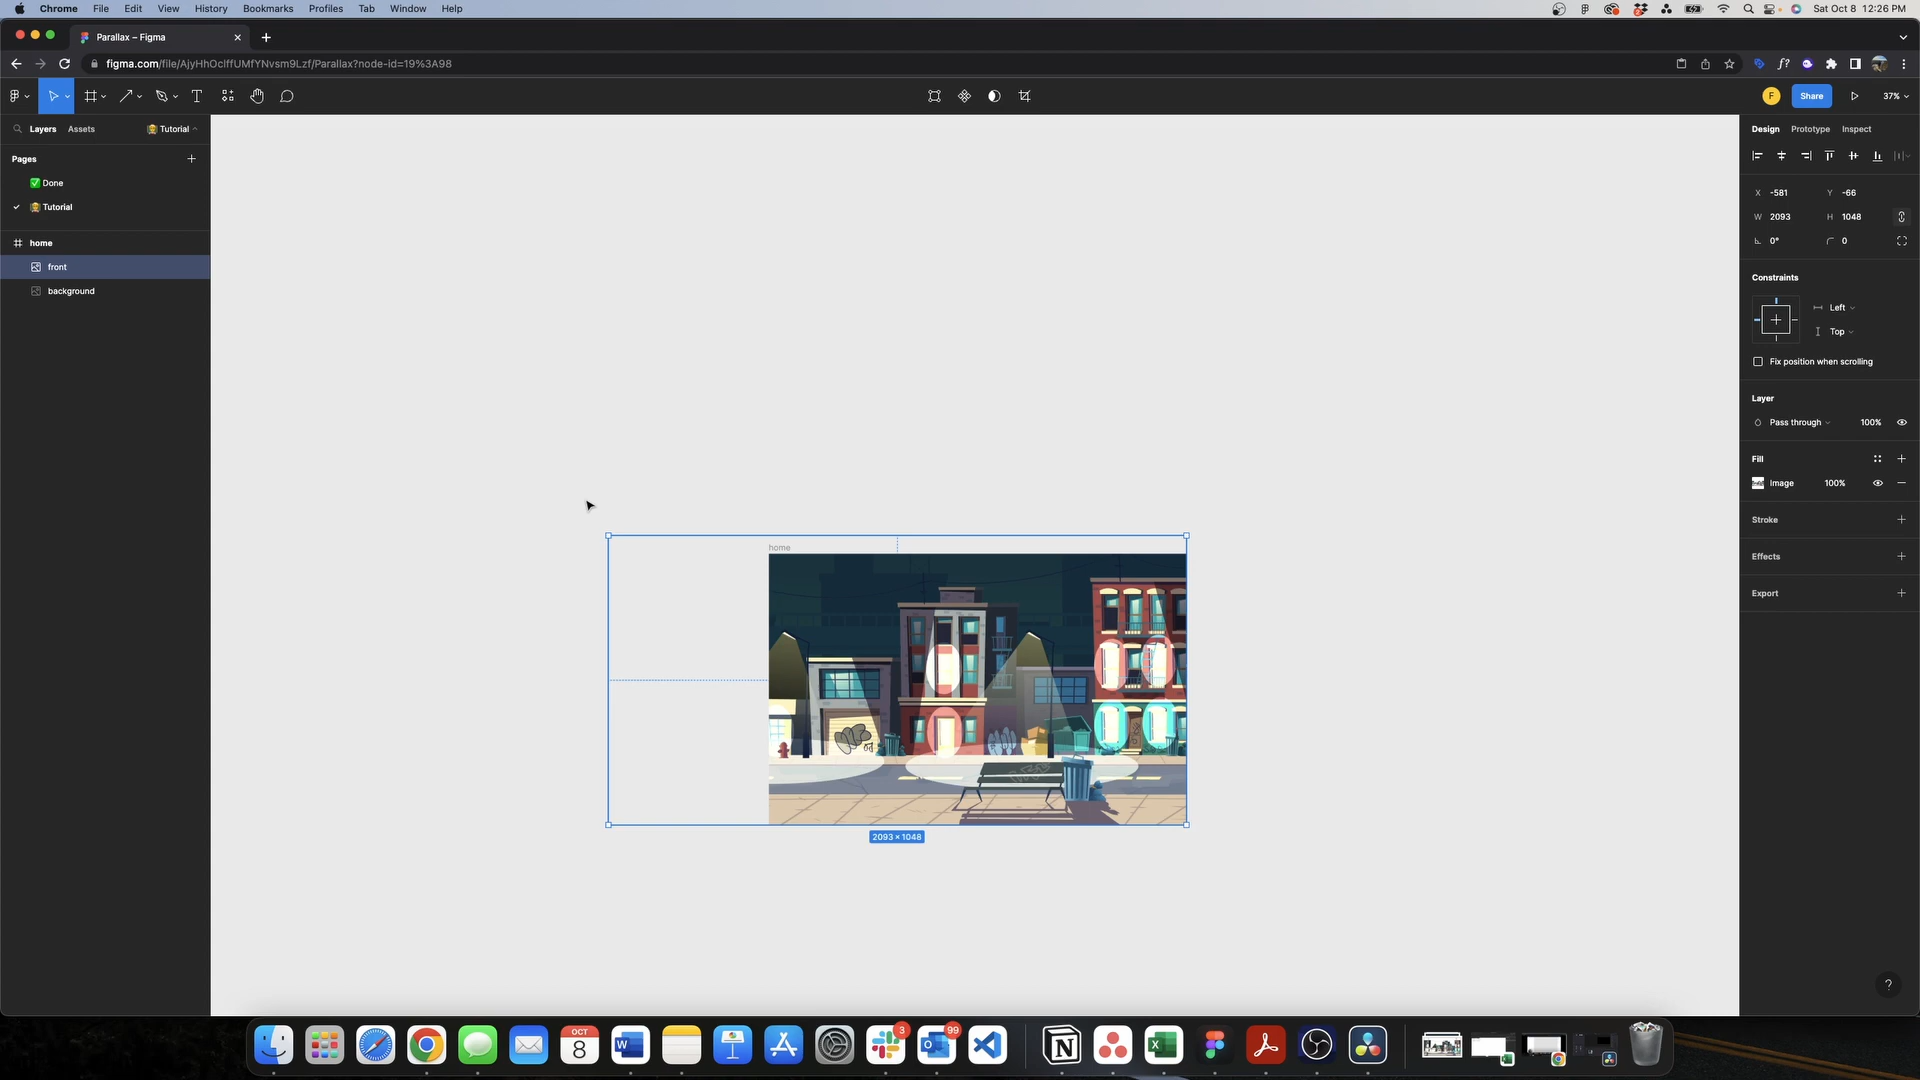 Chrome File Edit View History Bookmarks Profiles Tab Window Help
Sat Oct 8 12:26 PM
Parallax – Figma
figma.com/file/AjyHhOclffUMfYNvsm9Lzf/Parallax?node-id=19%3A98
f?
F
Share
37%
Layers Assets Tutorial
Design Prototype Inspect
Pages
Done
Tutorial
X -581 Y -66
W 2093 H 1048
0° 0
home
front
background
Constraints
Left
Top
Fix position when scrolling
Layer
Pass through 100%
Fill
Image 100%
Stroke
Effects
Export
home
2093 × 1048
?
OCT
8
W
3
99
O
N
X